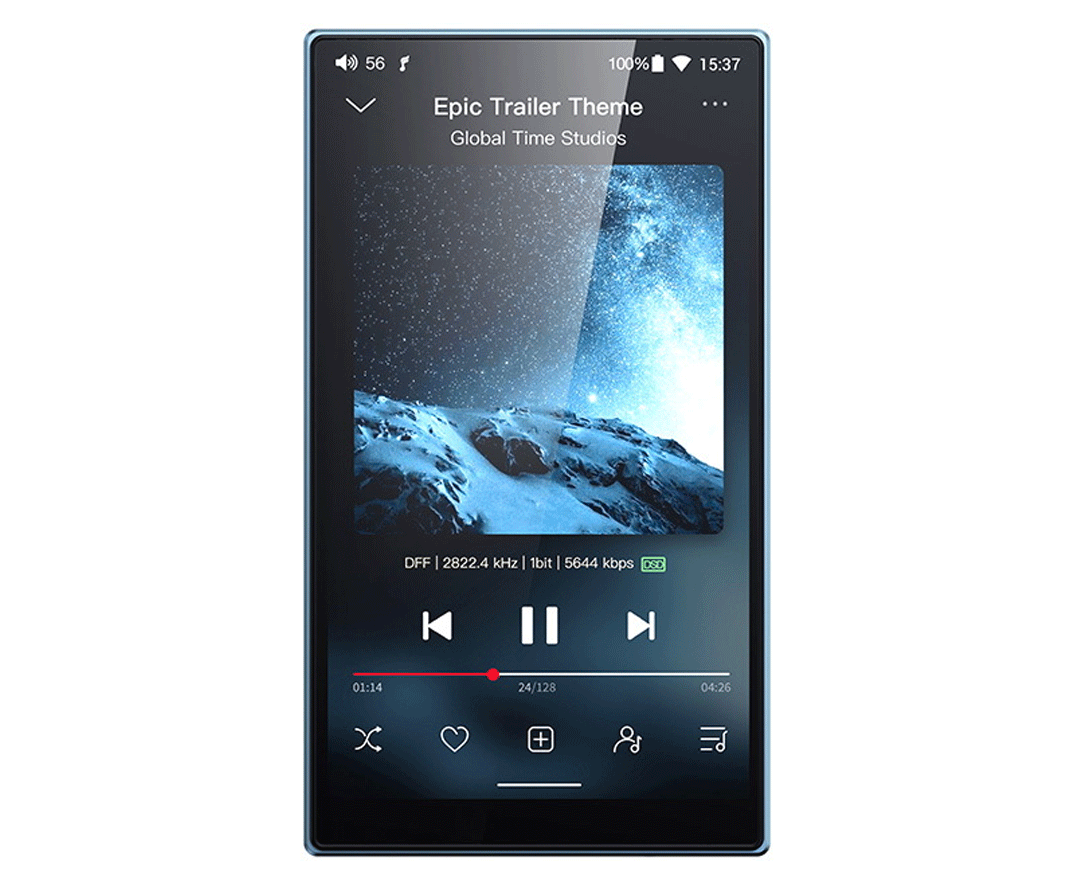 56 100% 15:37
Epic Trailer Theme
Global Time Studios
DFF | 2822.4 kHz | 1bit | 5644 kbps DSD
01:14 24/128 04:26